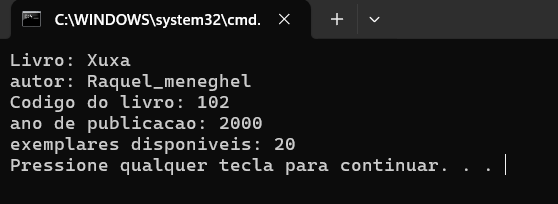 C:\WINDOWS\system32\cmd.
Livro: Xuxa
autor: Raquel_meneghel
Codigo do livro: 102
ano de publicacao: 2000
exemplares disponiveis: 20
Pressione qualquer tecla para continuar. . .